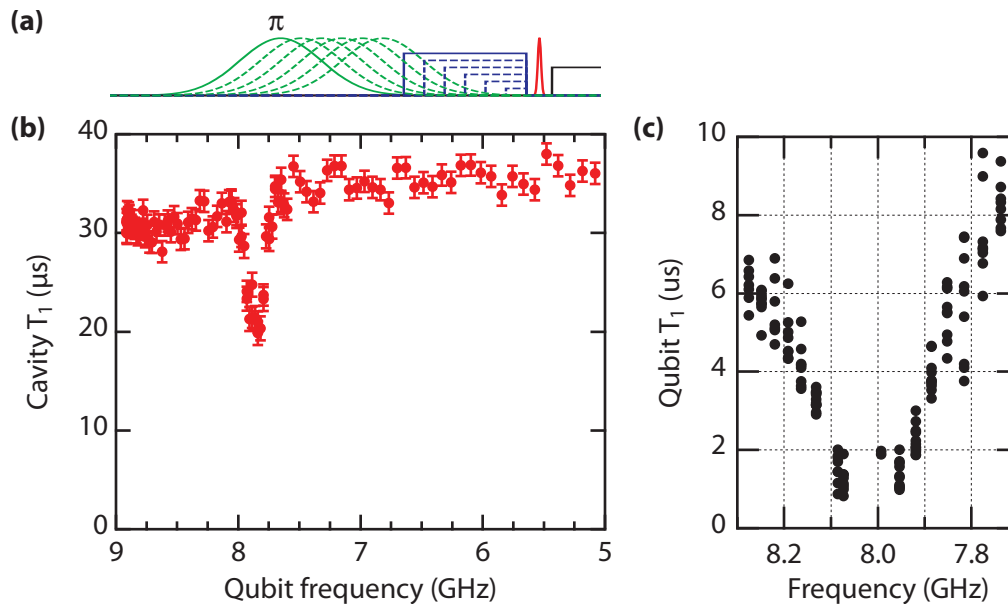 (a)
π
(b)
40
30
20
10
0
Cavity T1 (μs)
9
8
7
6
5
Qubit frequency (GHz)
(c)
10
8
6
4
2
0
Qubit T1 (us)
8.2
8.0
7.8
Frequency (GHz)